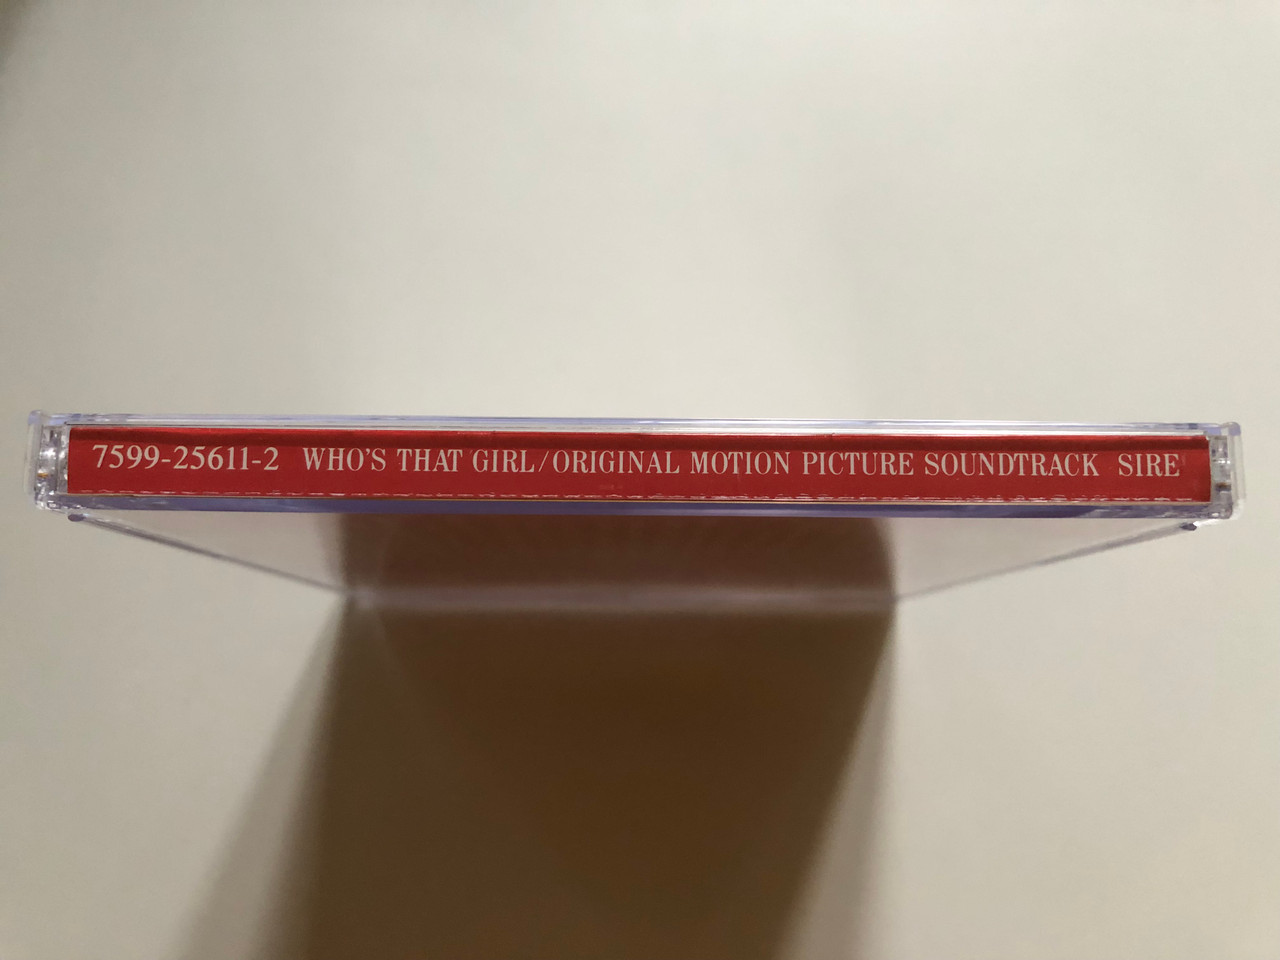 7599-25611-2 WHO'S THAT GIRL/ORIGINAL MOTION PICTURE SOUNDTRACK SIRE